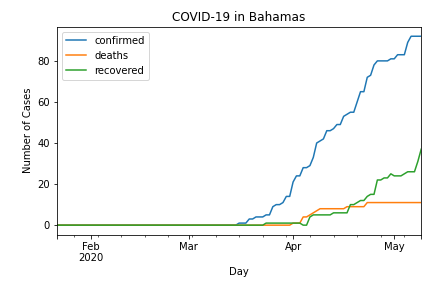 COVID-19 in Bahamas
confirmed
deaths
recovered
Number of Cases
80
60
40
20
0
Feb
2020
Mar
Apr
May
Day